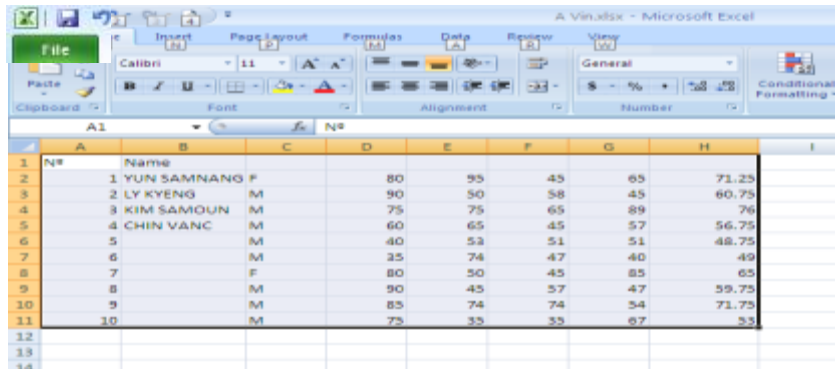 A Vin.xlsx - Microsoft Excel
File
Insert Page Layout Formulas Data Review View
N P M A R W
Paste
Calibri 11 A A General
B I U A $ % , Conditional Formatting
Clipboard Font Alignment Number
A1 fx Nº
A B C D E F G H I
1 Nº Name
2 1 YUN SAMNANG F 80 95 45 65 71.25
3 2 LY KYENG M 90 50 58 45 60.75
4 3 KIM SAMOUN M 75 75 65 89 76
5 4 CHIN VANC M 60 65 45 57 56.75
6 5 M 40 53 51 51 48.75
7 6 M 35 74 47 40 49
8 7 F 80 50 45 85 65
9 8 M 90 45 57 47 59.75
10 9 M 85 74 74 54 71.75
11 10 M 75 35 35 67 53
12
13
14